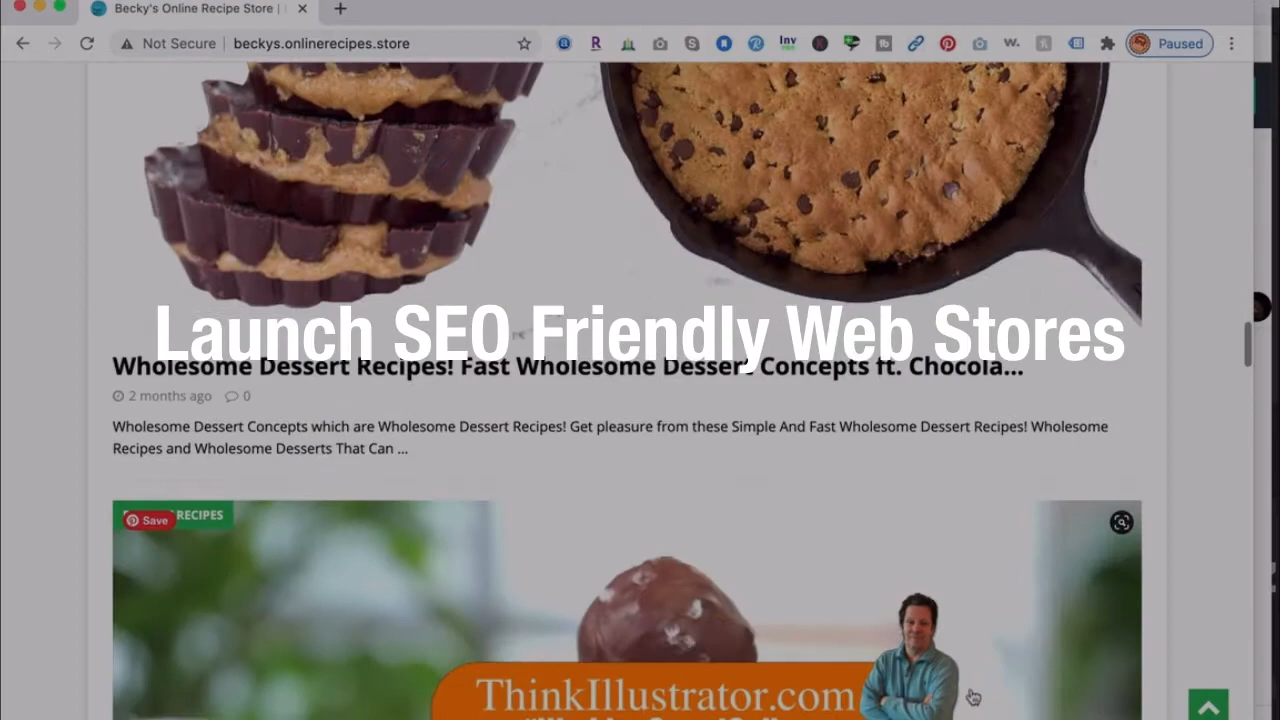 Becky's Online Recipe Store |
Not Secure
beckys.onlinerecipes.store
Inv
Paused
Launch SEO Friendly Web Stores
Wholesome Dessert Recipes! Fast Wholesome Dessert Concepts ft. Chocola...
2 months ago
0
Wholesome Dessert Concepts which are Wholesome Dessert Recipes! Get pleasure from these Simple And Fast Wholesome Dessert Recipes! Wholesome
Recipes and Wholesome Desserts That Can ...
RECIPES
Save
ThinkIllustrator.com